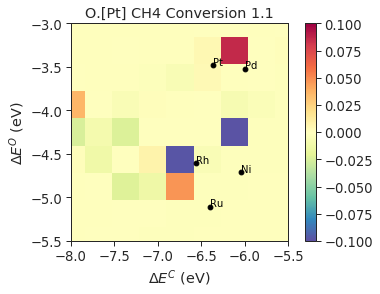 O.[Pt] CH4 Conversion 1.1
−3.0
−3.5
−4.0
−4.5
−5.0
−5.5
ΔE^O (eV)
Pt
Pd
Rh
Ni
Ru
−8.0 −7.5 −7.0 −6.5 −6.0 −5.5
ΔE^C (eV)
0.100
0.075
0.050
0.025
0.000
−0.025
−0.050
−0.075
−0.100